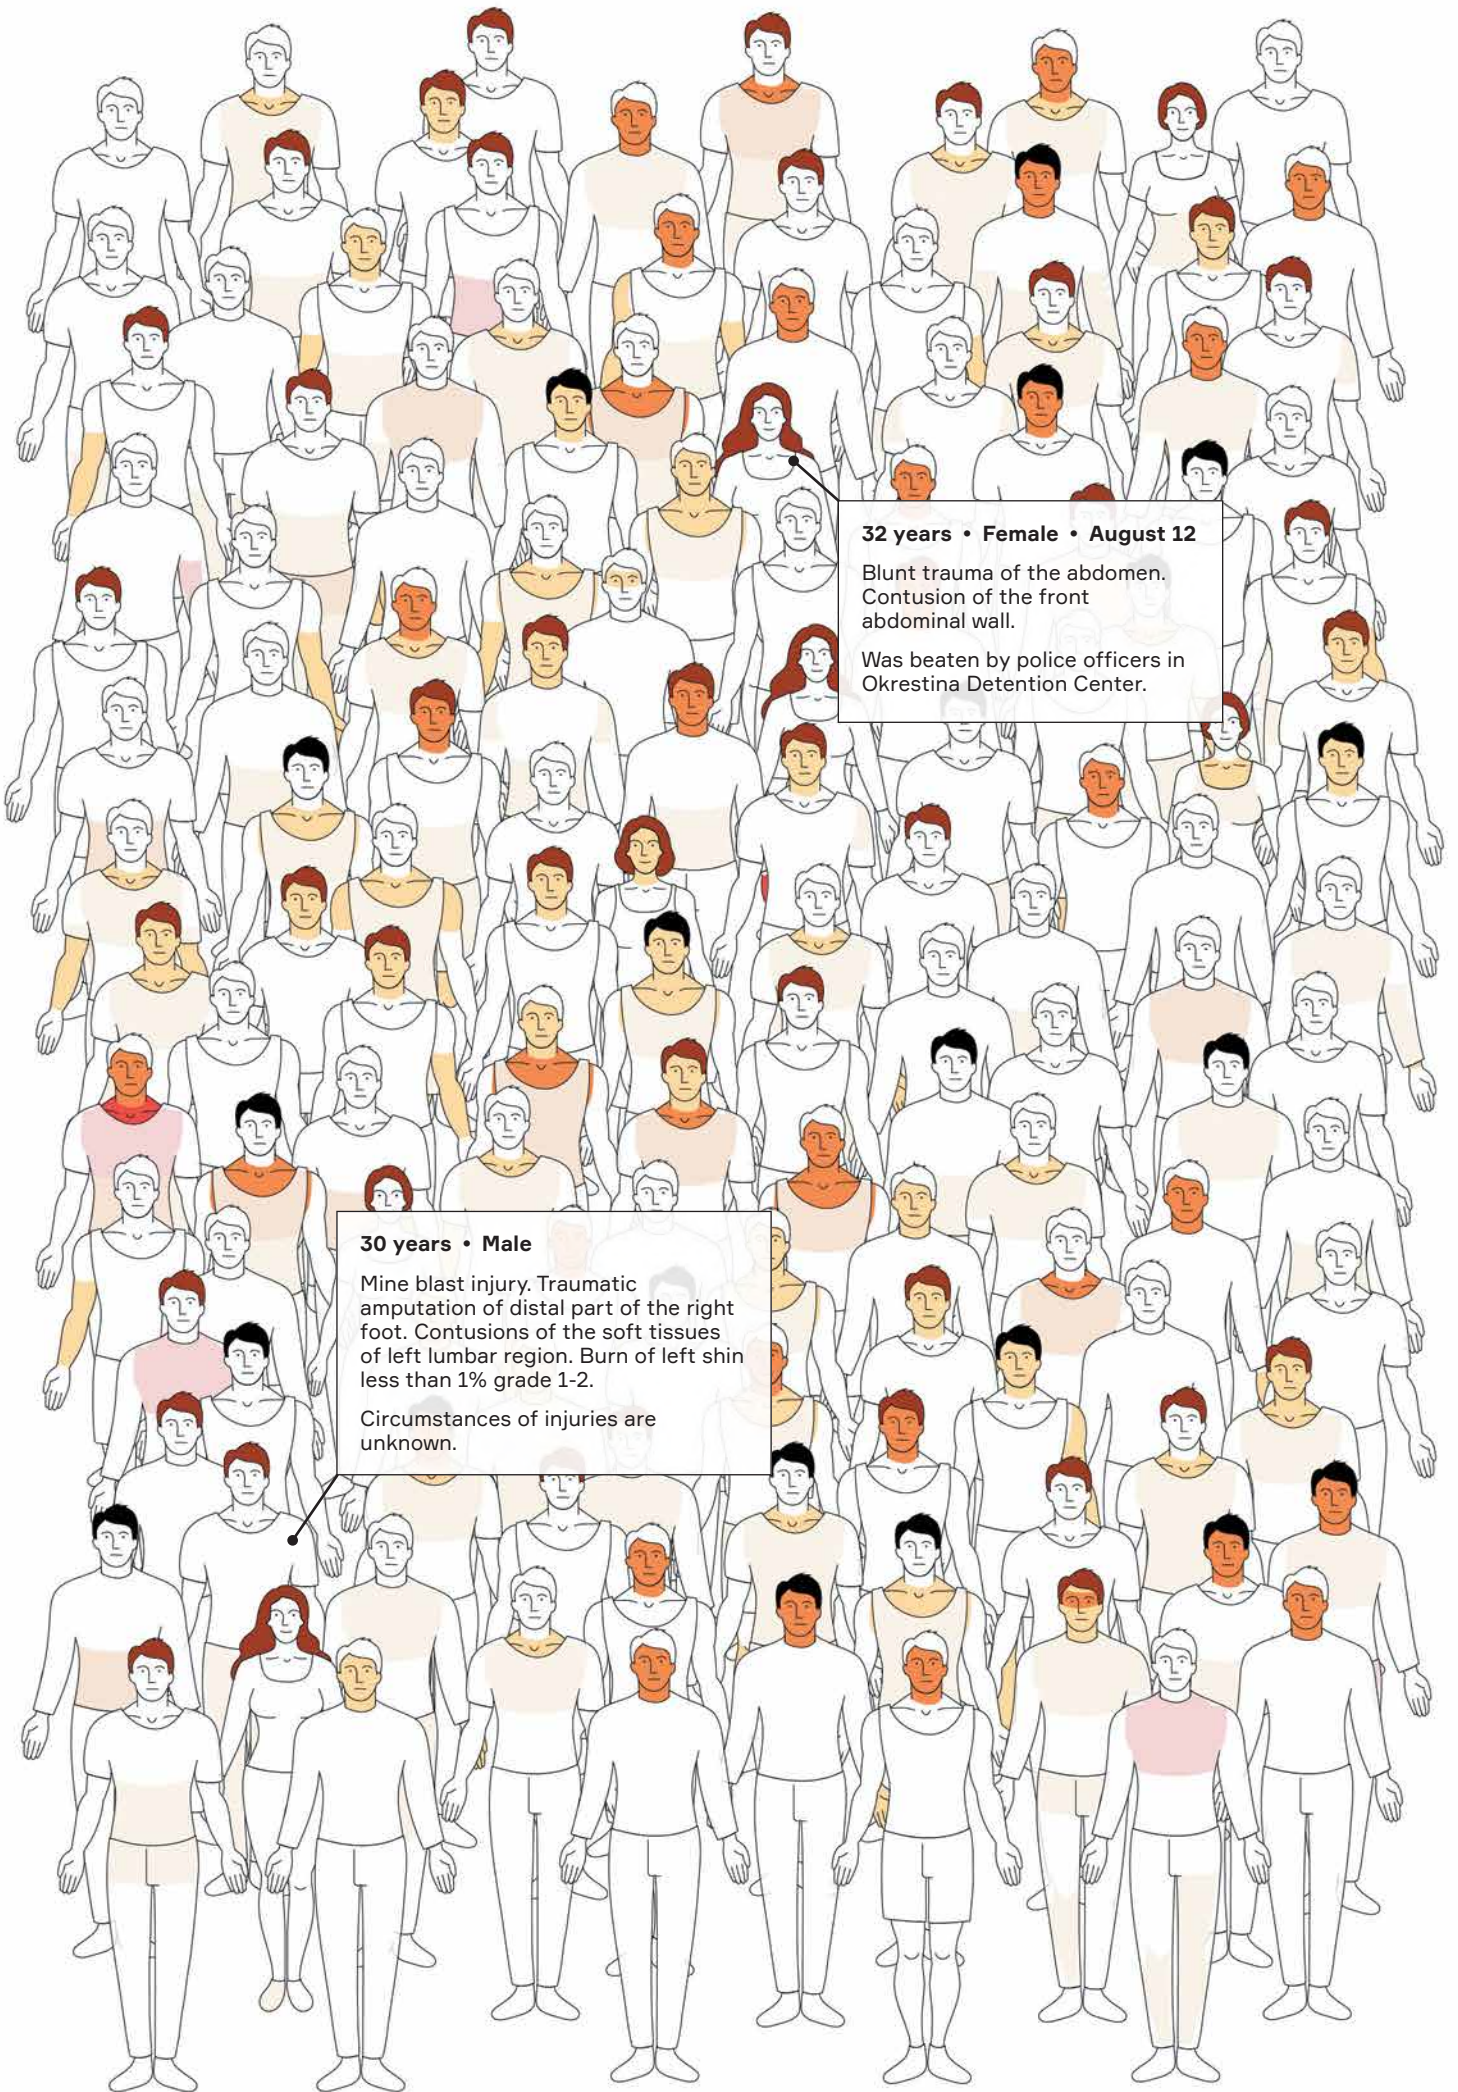 32 years • Female • August 12
Blunt trauma of the abdomen.
Contusion of the front
abdominal wall.
Was beaten by police officers in
Okrestina Detention Center.
30 years • Male
Mine blast injury. Traumatic
amputation of distal part of the right
foot. Contusions of the soft tissues
of left lumbar region. Burn of left shin
less than 1% grade 1-2.
Circumstances of injuries are
unknown.